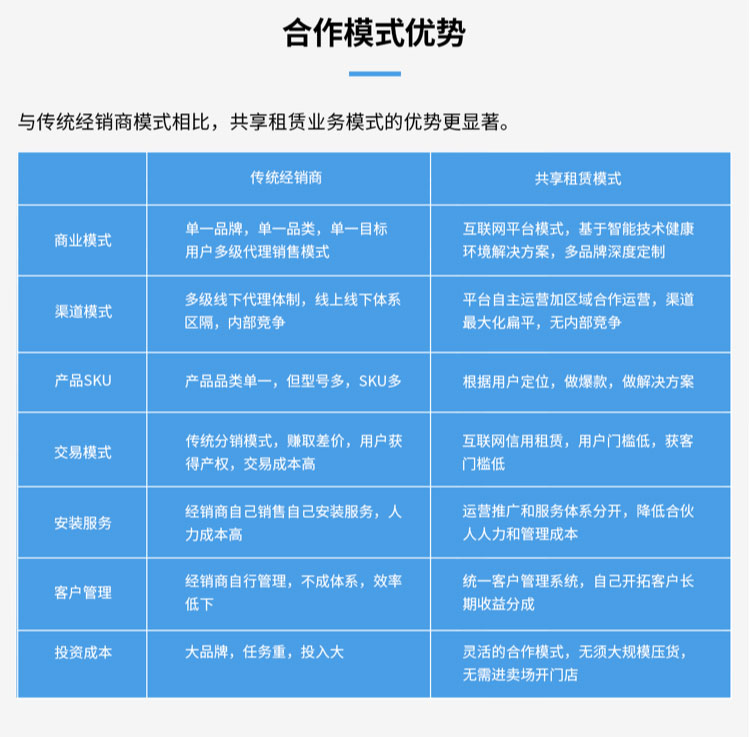 合作模式优势
与传统经销商模式相比，共享租赁业务模式的优势更显著。
传统经销商
共享租赁模式
商业模式
单一品牌，单一品类，单一目标
用户多级代理销售模式
互联网平台模式，基于智能技术健康
环境解决方案，多品牌深度定制
渠道模式
多级线下代理体制，线上线下体系
区隔，内部竞争
平台自主运营加区域合作运营，渠道
最大化扁平，无内部竞争
产品SKU
产品品类单一，但型号多，SKU多
根据用户定位，做爆款，做解决方案
交易模式
传统分销模式，赚取差价，用户获
得产权，交易成本高
互联网信用租赁，用户门槛低，获客
门槛低
安装服务
经销商自己销售自己安装服务，人
力成本高
运营推广和服务体系分开，降低合伙
人人力和管理成本
客户管理
经销商自行管理，不成体系，效率
低下
统一客户管理系统，自己开拓客户长
期收益分成
投资成本
大品牌，任务重，投入大
灵活的合作模式，无须大规模压货，
无需进卖场开门店